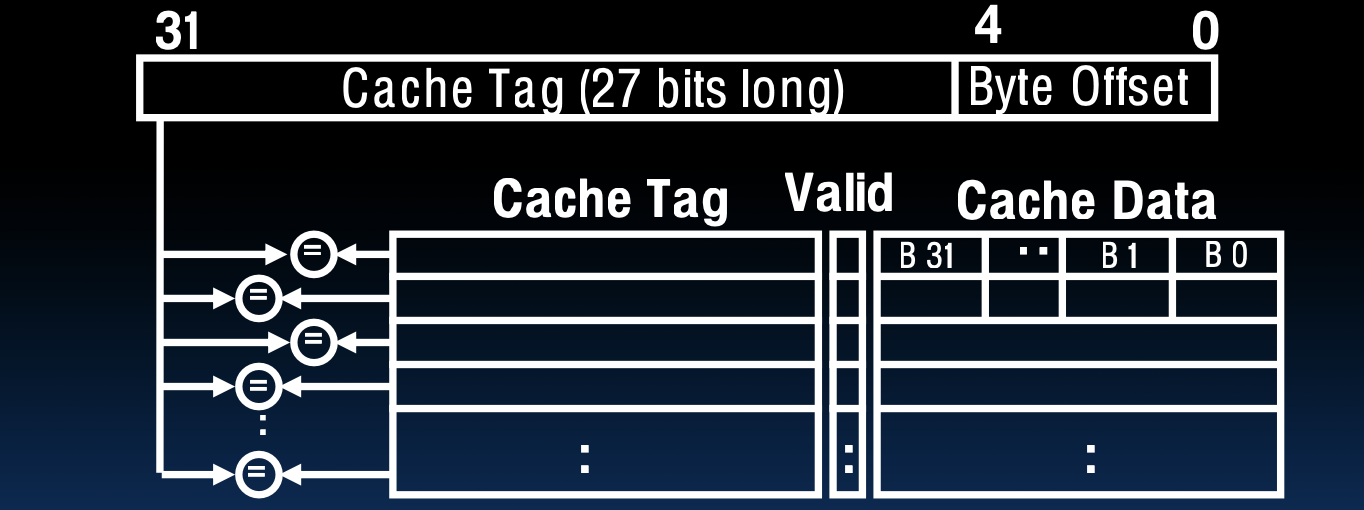 31 4 0
Cache Tag (27 bits long) Byte Offset
Cache Tag Valid Cache Data
= B 31 ·· B 1 B 0
=
=
=
:
= : : :